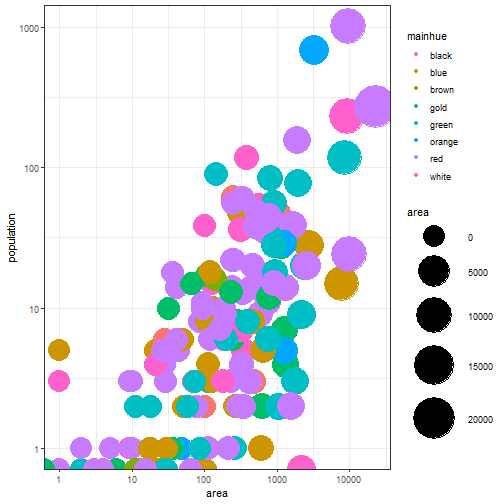 1000
100
10
1
population
1
10
100
1000
10000
area
mainhue
black
blue
brown
gold
green
orange
red
white
area
0
5000
10000
15000
20000